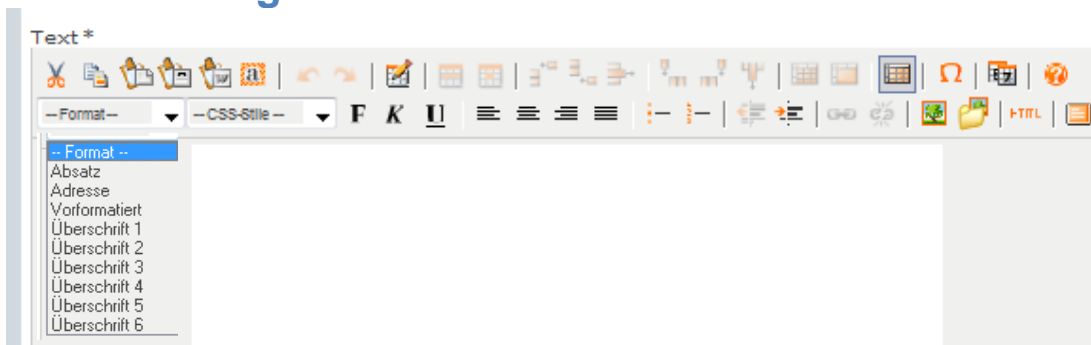 Text*
a Ω
--Format-- --CSS-Stile-- F K U HTML
-- Format --
Absatz
Adresse
Vorformatiert
Überschrift 1
Überschrift 2
Überschrift 3
Überschrift 4
Überschrift 5
Überschrift 6